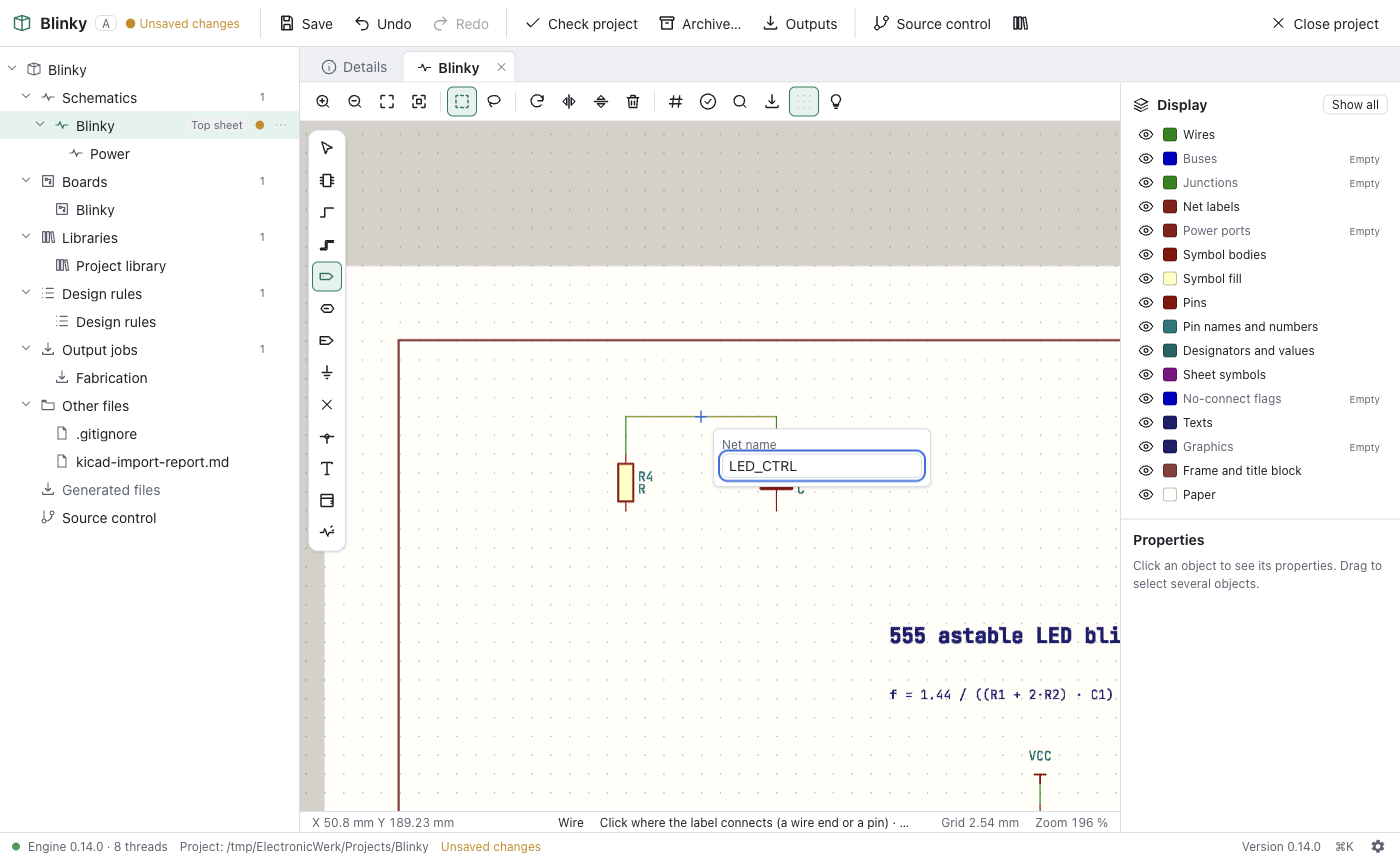 Blinky A Unsaved changes Save Undo Redo Check project Archive... Outputs Source control Close project
Blinky
Schematics 1
Blinky Top sheet ...
Power
Boards 1
Blinky
Libraries 1
Project library
Design rules 1
Design rules
Output jobs 1
Fabrication
Other files
.gitignore
kicad-import-report.md
Generated files
Source control
Details Blinky
Net name
LED_CTRL
R4
R
C
555 astable LED bli
f = 1.44 / ((R1 + 2·R2) · C1)
VCC
Display Show all
Wires
Buses Empty
Junctions Empty
Net labels
Power ports Empty
Symbol bodies
Symbol fill
Pins
Pin names and numbers
Designators and values
Sheet symbols
No-connect flags Empty
Texts
Graphics Empty
Frame and title block
Paper
Properties
Click an object to see its properties. Drag to
select several objects.
X 50.8 mm Y 189.23 mm Wire Click where the label connects (a wire end or a pin) · ... Grid 2.54 mm Zoom 196 %
Engine 0.14.0 · 8 threads Project: /tmp/ElectronicWerk/Projects/Blinky Unsaved changes Version 0.14.0 ⌘K